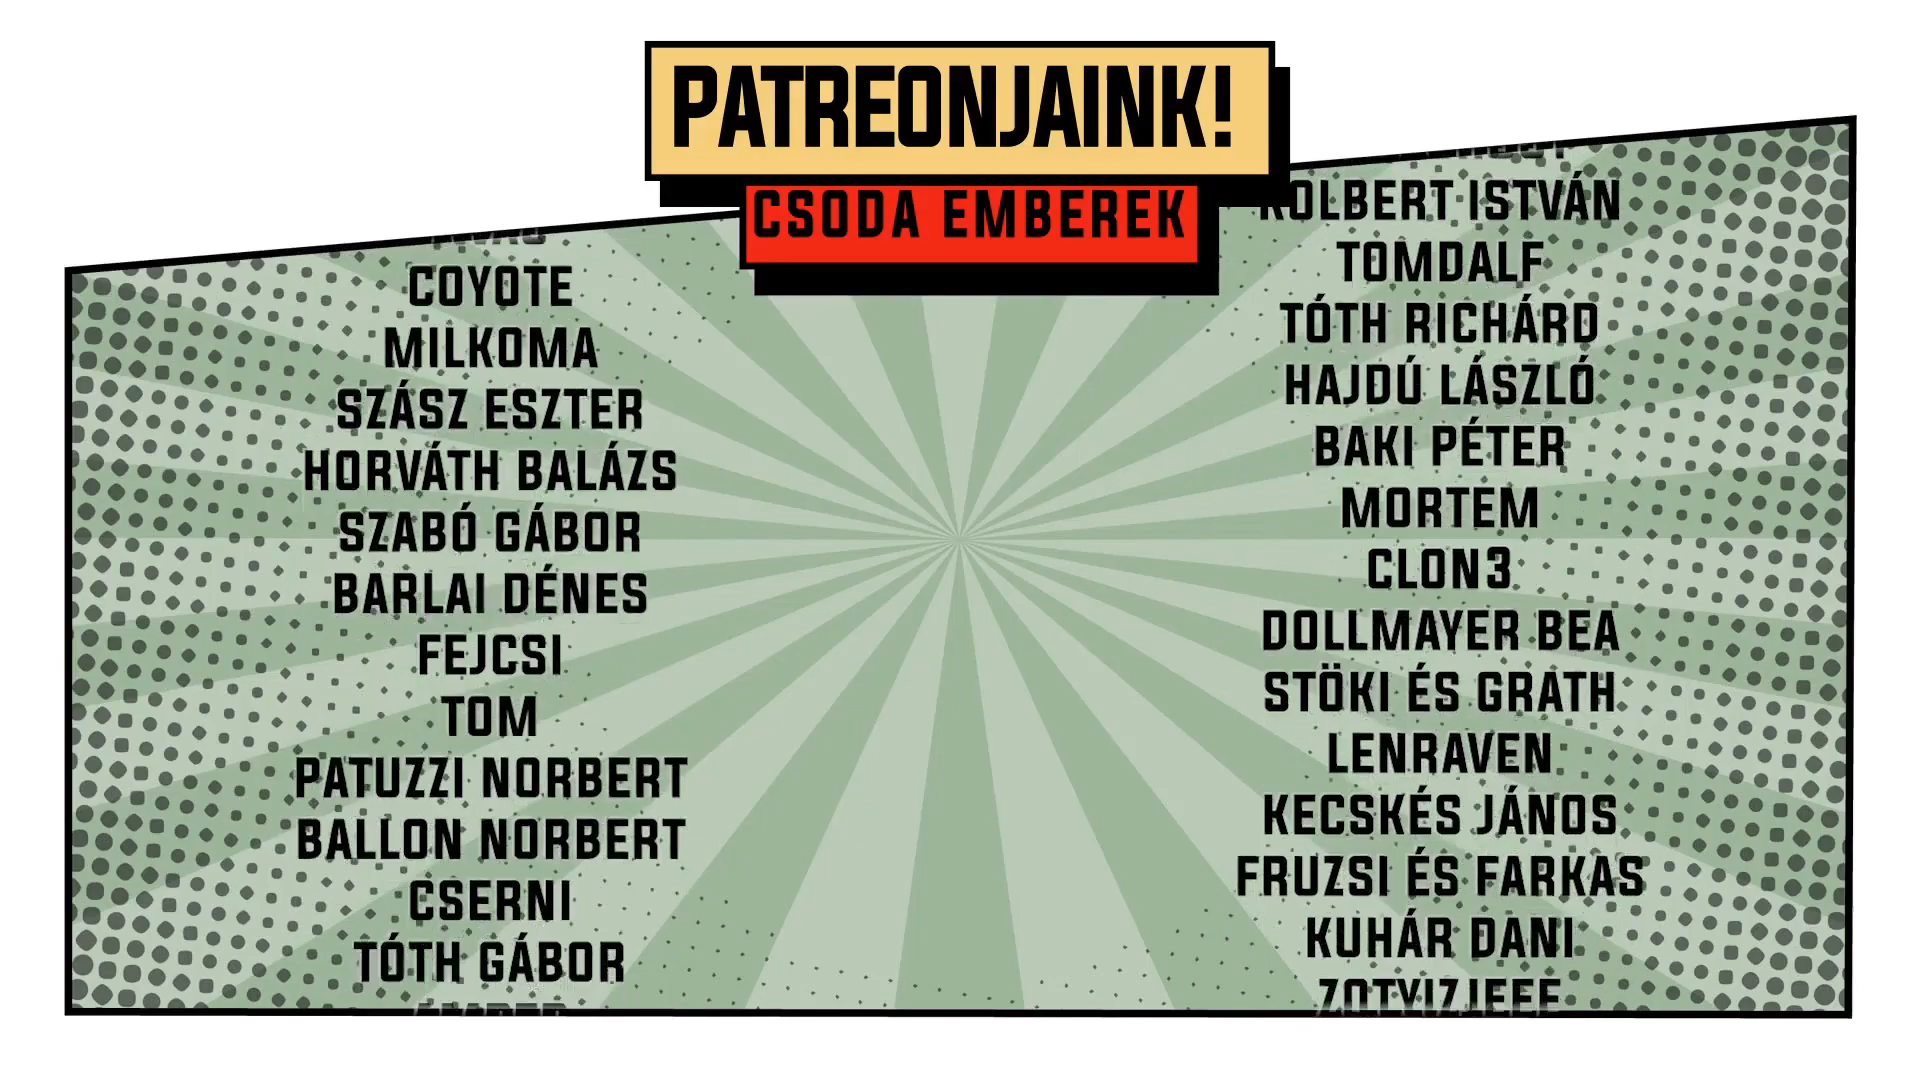 PATREONJAINK!
CSODA EMBEREK
COYOTE
MILKOMA
SZÁSZ ESZTER
HORVÁTH BALÁZS
SZABÓ GÁBOR
BARLAI DÉNES
FEJCSI
TOM
PATUZZI NORBERT
BALLON NORBERT
CSERNI
TÓTH GÁBOR
KOLBERT ISTVÁN
TOMDALF
TÓTH RICHÁRD
HAJDÚ LÁSZLÓ
BAKI PÉTER
MORTEM
CLON3
DOLLMAYER BEA
STÖKI ÉS GRATH
LENRAVEN
KECSKÉS JÁNOS
FRUZSI ÉS FARKAS
KUHÁR DANI